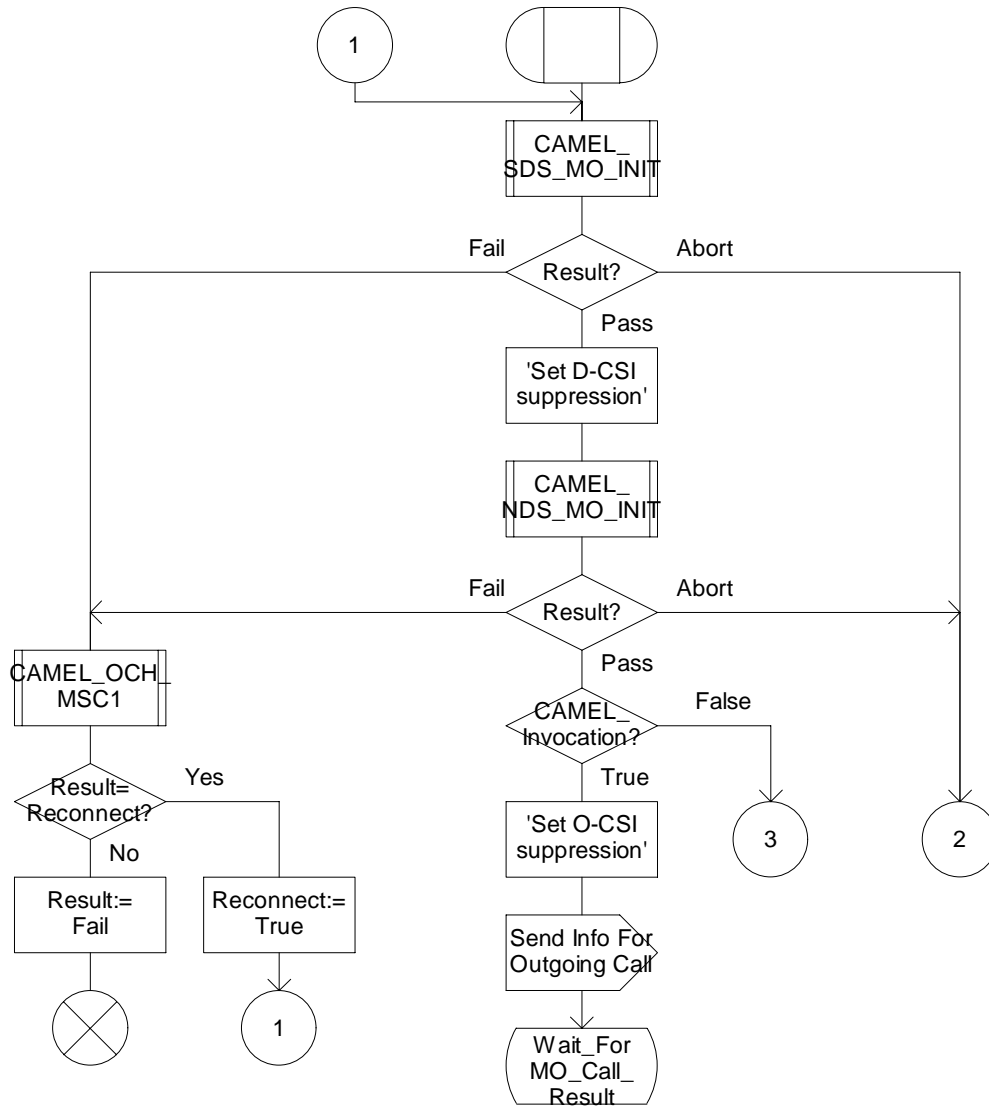 1
CAMEL_
SDS_MO_INIT
Fail
Abort
Result?
Pass
'Set D-CSI
suppression'
CAMEL_
NDS_MO_INIT
Fail
Abort
Result?
Pass
CAMEL_OCH_
MSC1
CAMEL_
Invocation?
False
True
Result=
Reconnect?
Yes
No
'Set O-CSI
suppression'
3
2
Result:=
Fail
Reconnect:=
True
Send Info For
Outgoing Call
1
Wait_For
MO_Call_
Result